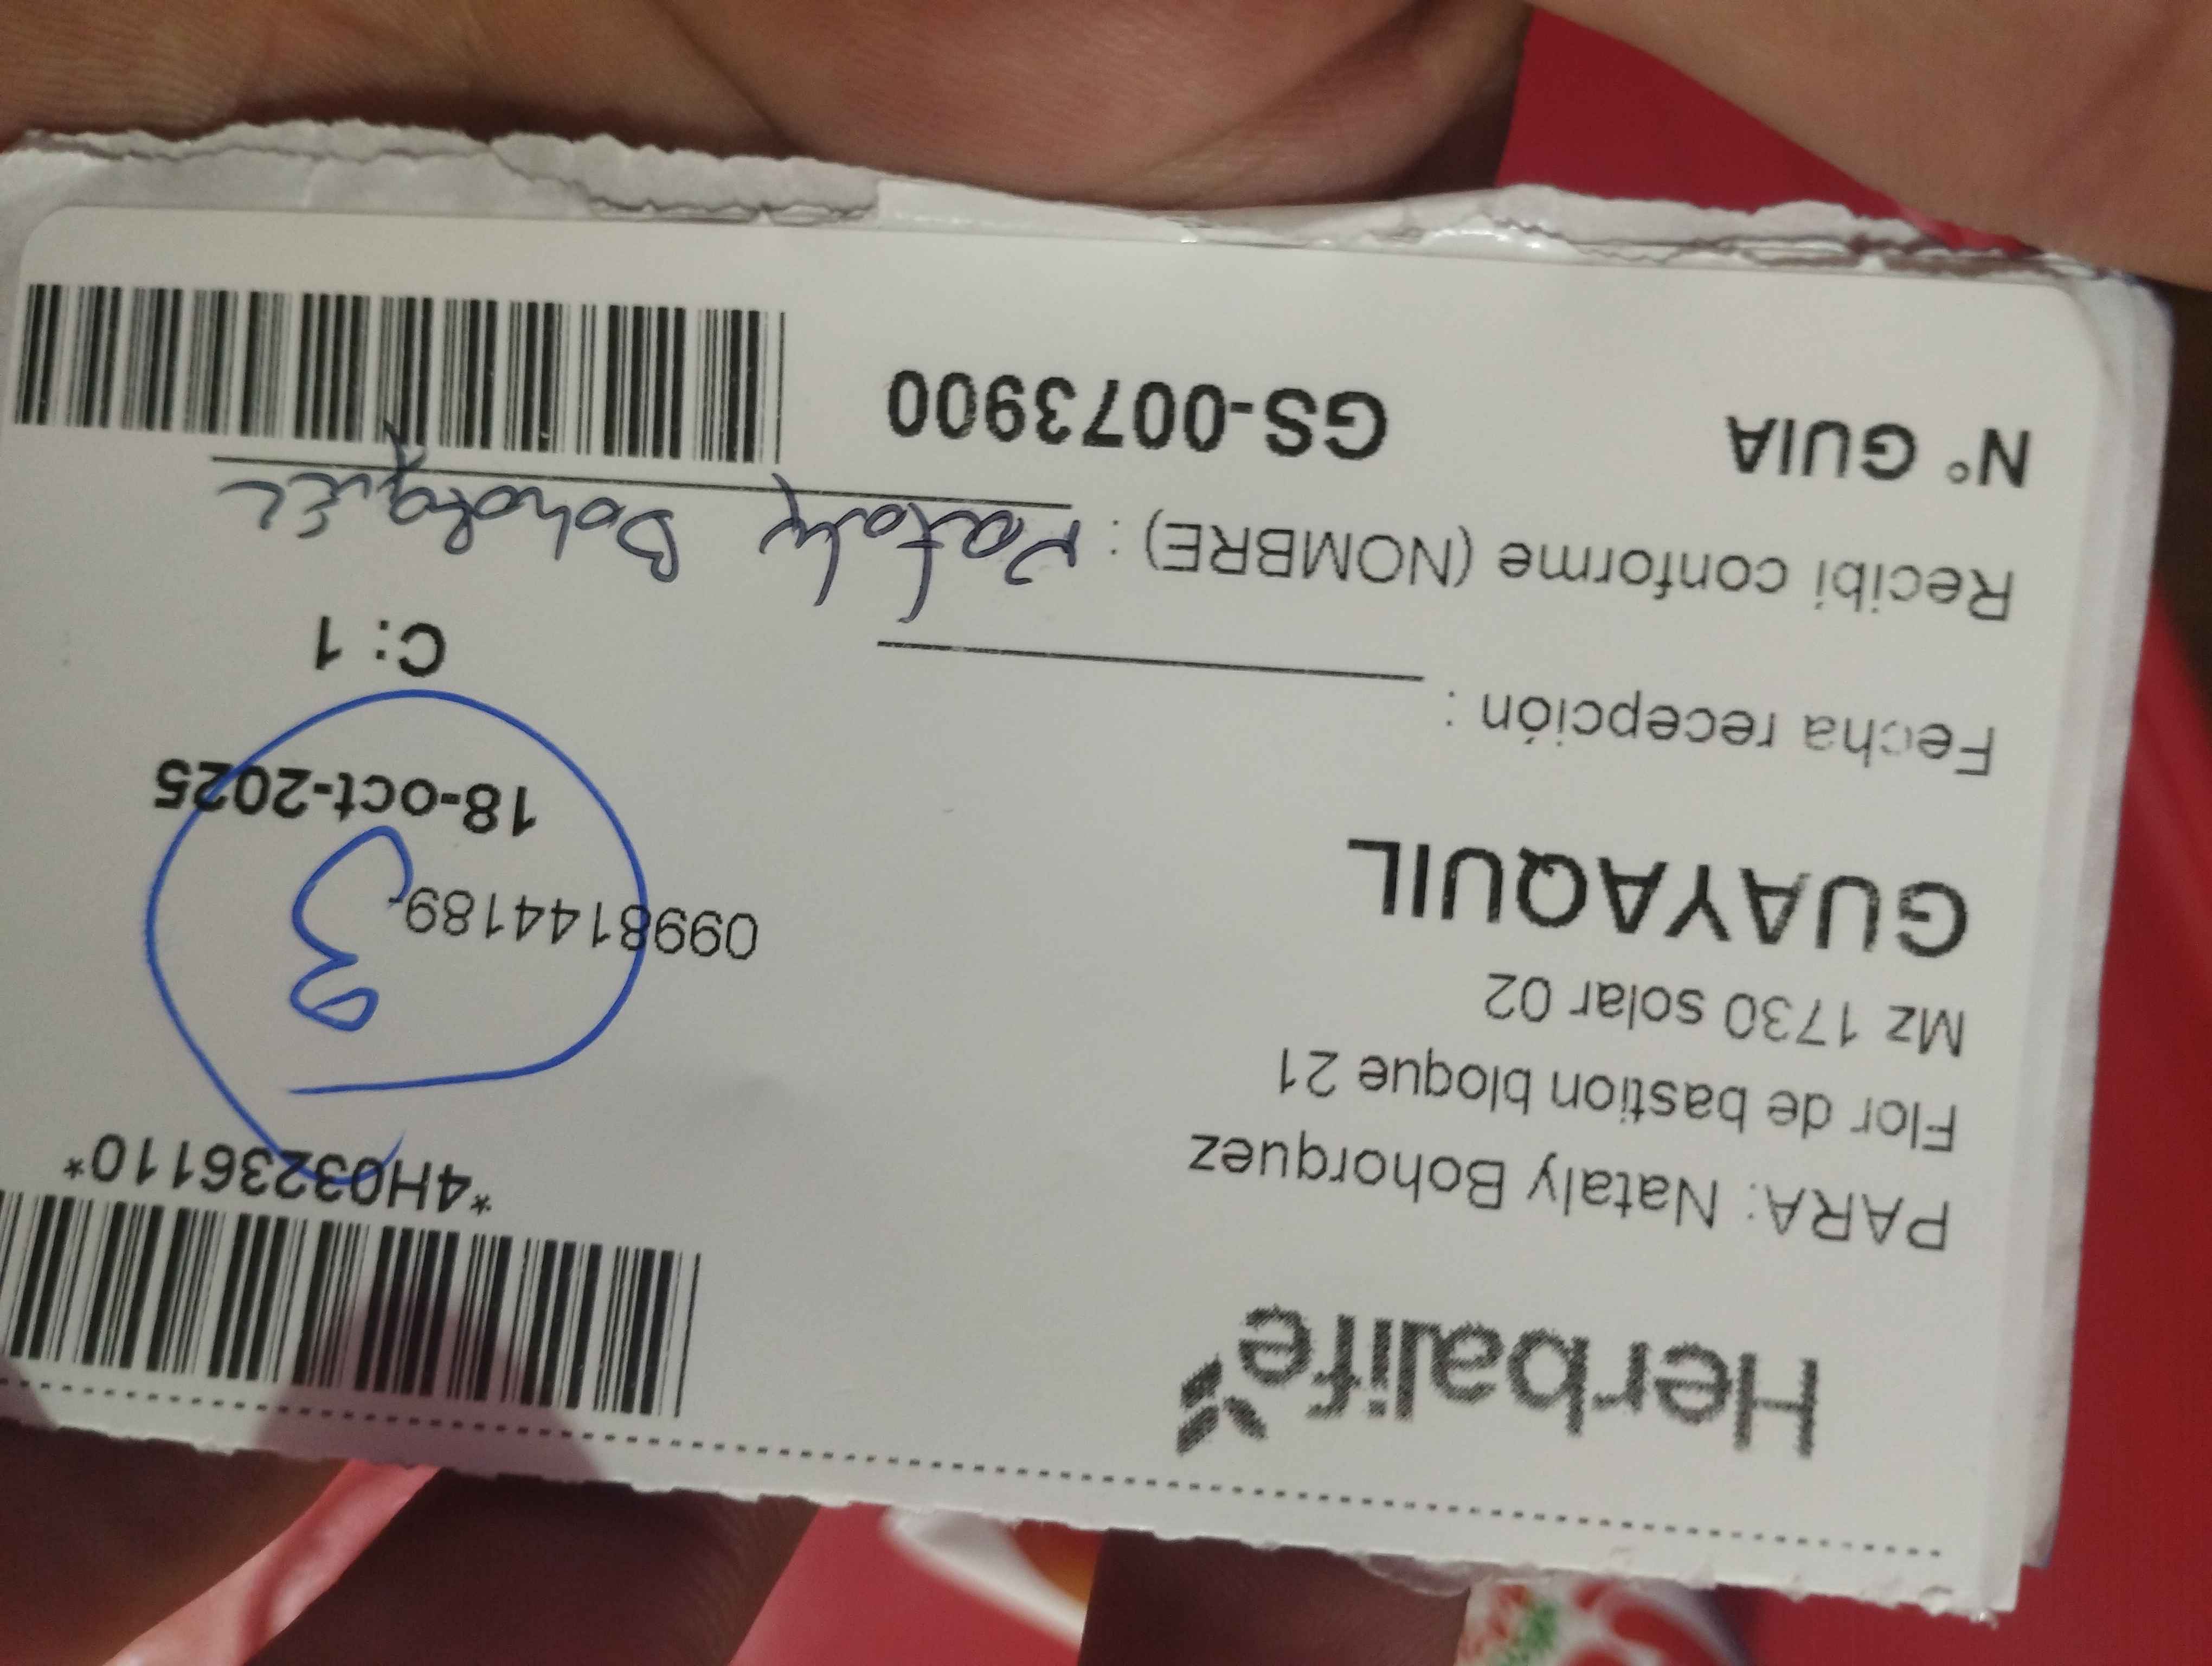 Herbalife
*4H03236110*
PARA: Nataly Bohorquez
Flor de bastion bloque 21
Mz 1730 solar 02
0998144189
3
GUAYAQUIL
18-oct-2025
Fecha recepción :
C: 1
Recibí conforme (NOMBRE) : Nataly Bohorquez
N° GUIA
GS-0073900